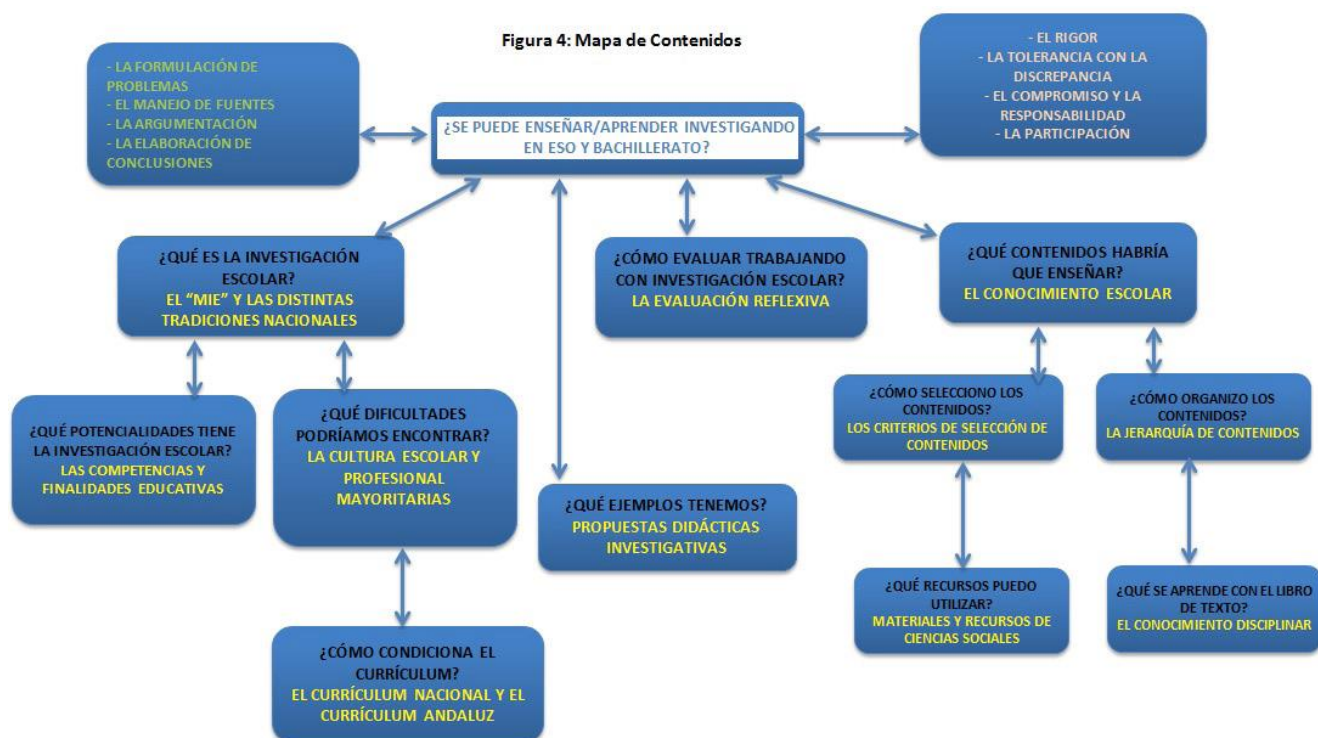 Figura 4: Mapa de Contenidos
- LA FORMULACIÓN DE
PROBLEMAS
- EL MANEJO DE FUENTES
- LA ARGUMENTACIÓN
- LA ELABORACIÓN DE
CONCLUSIONES
¿SE PUEDE ENSEÑAR/APRENDER INVESTIGANDO
EN ESO Y BACHILLERATO?
- EL RIGOR
- LA TOLERANCIA CON LA
DISCREPANCIA
- EL COMPROMISO Y LA
RESPONSABILIDAD
- LA PARTICIPACIÓN
¿QUÉ ES LA INVESTIGACIÓN
ESCOLAR?
EL “MIE” Y LAS DISTINTAS
TRADICIONES NACIONALES
¿CÓMO EVALUAR TRABAJANDO
CON INVESTIGACIÓN ESCOLAR?
LA EVALUACIÓN REFLEXIVA
¿QUÉ CONTENIDOS HABRÍA
QUE ENSEÑAR?
EL CONOCIMIENTO ESCOLAR
¿QUÉ POTENCIALIDADES TIENE
LA INVESTIGACIÓN ESCOLAR?
LAS COMPETENCIAS Y
FINALIDADES EDUCATIVAS
¿QUÉ DIFICULTADES
PODRÍAMOS ENCONTRAR?
LA CULTURA ESCOLAR Y
PROFESIONAL
MAYORITARIAS
¿CÓMO SELECCIONO LOS
CONTENIDOS?
LOS CRITERIOS DE SELECCIÓN DE
CONTENIDOS
¿CÓMO ORGANIZO LOS
CONTENIDOS?
LA JERARQUÍA DE CONTENIDOS
¿QUÉ EJEMPLOS TENEMOS?
PROPUESTAS DIDÁCTICAS
INVESTIGATIVAS
¿QUÉ RECURSOS PUEDO
UTILIZAR?
MATERIALES Y RECURSOS DE
CIENCIAS SOCIALES
¿QUÉ SE APRENDE CON EL LIBRO
DE TEXTO?
EL CONOCIMIENTO DISCIPLINAR
¿CÓMO CONDICIONA EL
CURRÍCULUM?
EL CURRÍCULUM NACIONAL Y EL
CURRÍCULUM ANDALUZ